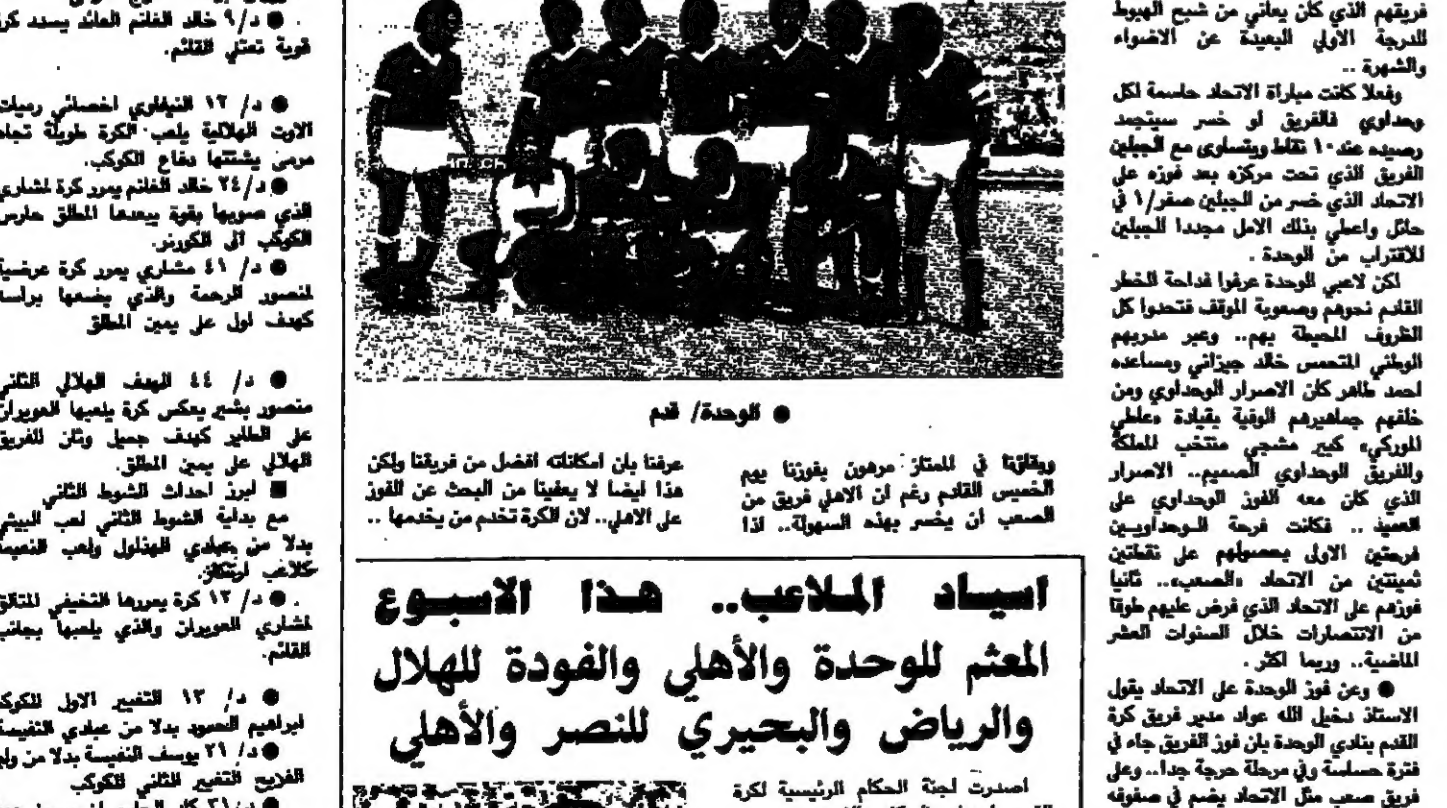 فريقهم الذي كان يعاني من شبح الهبوط
للدرجة الاولى البعيدة عن الاضواء
والشهرة ..
وفعلا كانت مباراة الاتحاد حاسمة لكل
وحداوي فالفريق لو خسر سيتجمد
رصيده عند ١٠ نقاط ويتساوى مع الجبلين
الفريق الذي تحت مركزه بعد فوزه على
الاتحاد الذي خسر من الجبلين صفر/١ في
حائل واعطى بذلك الامل مجددا للجبلين
للاقتراب من الوحدة .
لكن لاعبي الوحدة عرفوا فداحة الخطر
القادم نحوهم وصعوبة الموقف فتحدوا كل
الظروف المحيطة بهم.. وعبر مدربهم
الوطني المتحمس خالد جيزاني ومساعده
احمد طاهر كان الاصرار الوحداوي ومن
خلفهم جماهيرهم الوفية بقيادة «عاطي
الموركي» كبير مشجي منتخب المملكة
والفريق الوحداوي الصميم.. الاصرار
الذي كان معه الفوز الوحداوي على
العميد .. فكانت فرحة الوحداويين
فرحتين الاولى بحصولهم على نقطتين
ثمينتين من الاتحاد «الصعب».. ثانيا
فوزهم على الاتحاد الذي فرض عليهم طوقا
من الانتصارات خلال السنوات العشر
الماضية.. وربما اكثر .
● وعن فوز الوحدة على الاتحاد يقول
الاستاذ دخيل الله عواد مدير فريق كرة
القدم بنادي الوحدة بان فوز الفريق جاء في
فترة حساسة وفي مرحلة حرجة جدا.. وعلى
فريق صعب مثل الاتحاد يضم في صفوفه
● الوحدة/ قدم
وبقاؤنا في الممتاز مرهون بفوزنا يوم
الخميس القادم رغم ان الاهلي فريق من
الصعب ان يخسر بهذه السهولة.. اذا
عرفنا بان امكاناته افضل من فريقنا ولكن
هذا ايضا لا يعفينا من البحث عن الفوز
على الاهلي.. لان الكرة تخدم من يخدمها ..
اسياد الملاعب.. هذا الاسبوع
المعثم للوحدة والأهلي والفودة للهلال
والرياض والبحيري للنصر والأهلي
اصدرت لجنة الحكام الرئيسية لكرة
● د/٩ خالد الغانم العائد يسدد كرة
قوية تعتلي القائم.
● د/ ١٢ النيفاوي اخصائي رميات
الاوت الهلالية يلعب الكرة طويلة تجاه
مرمى يشتتها دفاع الكوكب.
● د/٢٤ خالد الغانم يمرر كرة لمشاري
الذي صوبها بقوة يبعدها المطلق حارس
الكوكب الى الكورنر.
● د/ ٤١ مشاري يمرر كرة عرضية
لمنصور الرحمة والذي يضعها براسه
كهدف اول على يمين المطلق
● د/ ٤٤ الهدف الهلالي الثاني
منصور بشير يعكس كرة يلعبها العويران
على الطاير كهدف جميل وثان للفريق
الهلالي على يمين المطلق.
■ ابرز احداث الشوط الثاني
مع بداية الشوط الثاني لعب البيشي
بدلا من عبادي الهذلول ولعب النعيمة
كلاعب ارتكاز.
● د/ ١٢ كرة يمررها التخيفي المتالق
لمشاري العويران والذي يلعبها بجانب
القائم.
● د/ ١٣ التغيير الاول للكوكب
ابراهيم الحمود بدلا من عبادي النفيسة
● د/ ٢١ يوسف النفيسة بدلا من
الفريح التغيير الثاني للكوكب